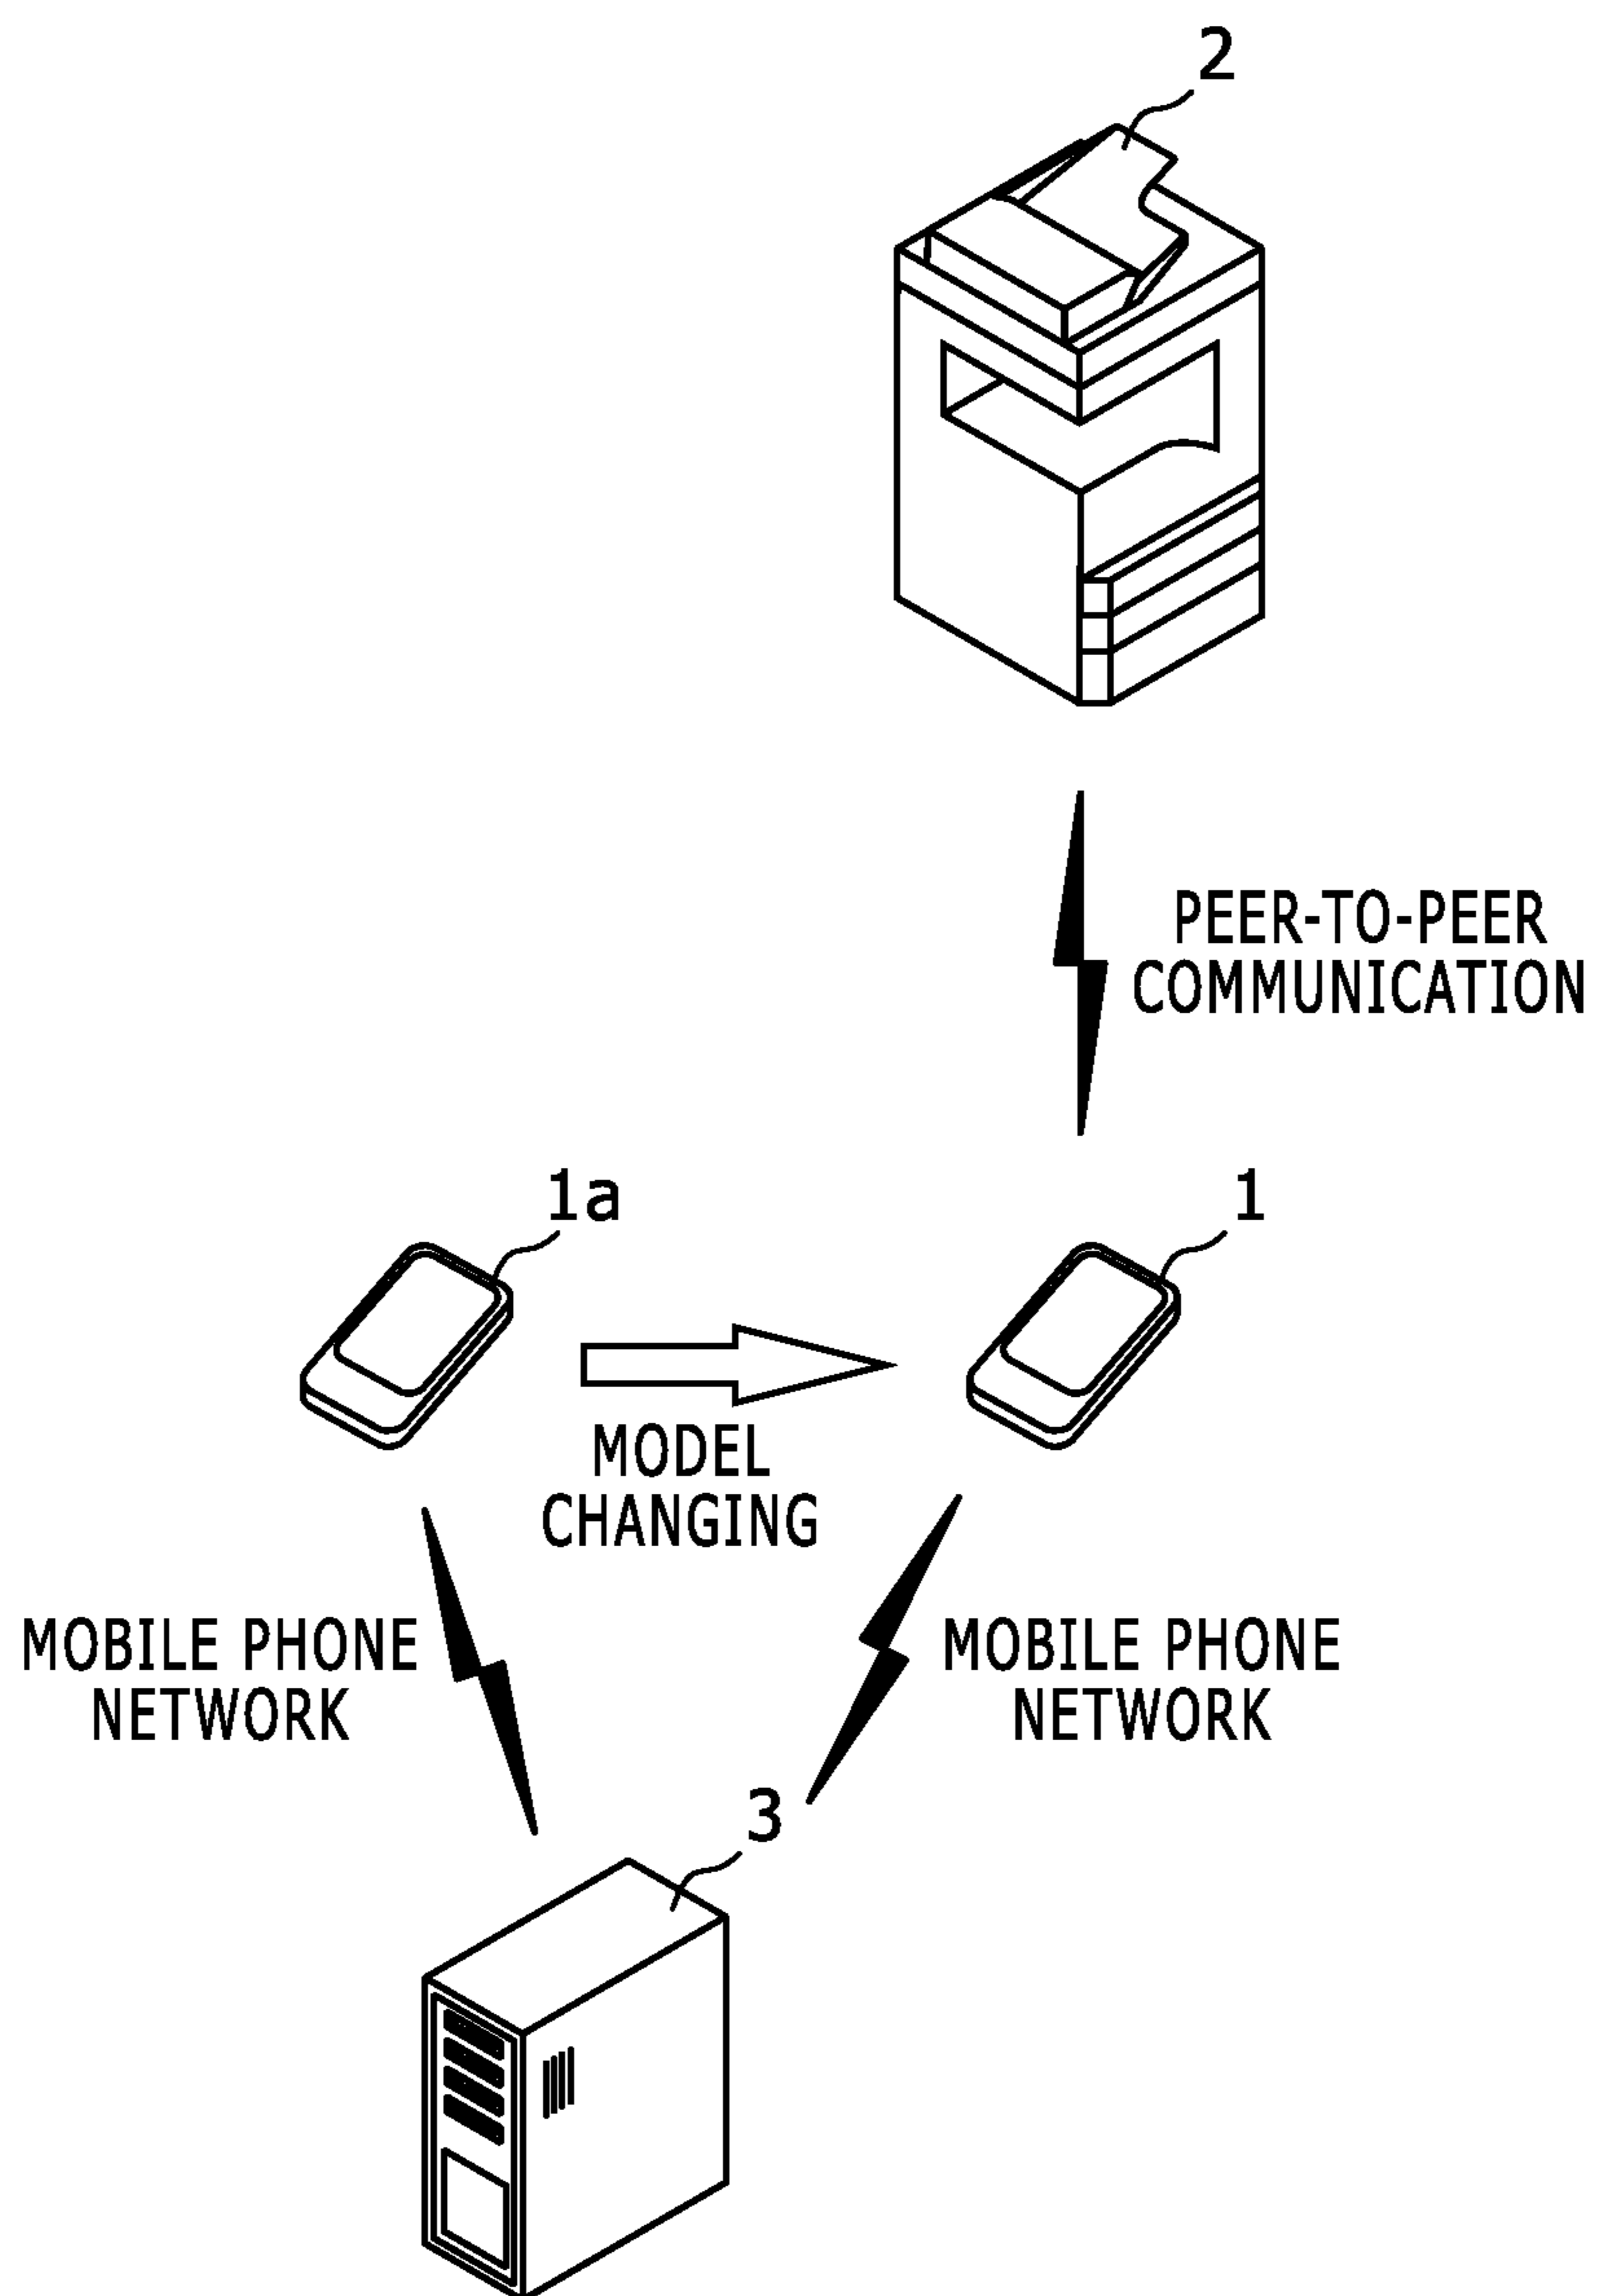 2
PEER-TO-PEER
COMMUNICATION
1a
1
MODEL
CHANGING
MOBILE PHONE
NETWORK
MOBILE PHONE
NETWORK
3